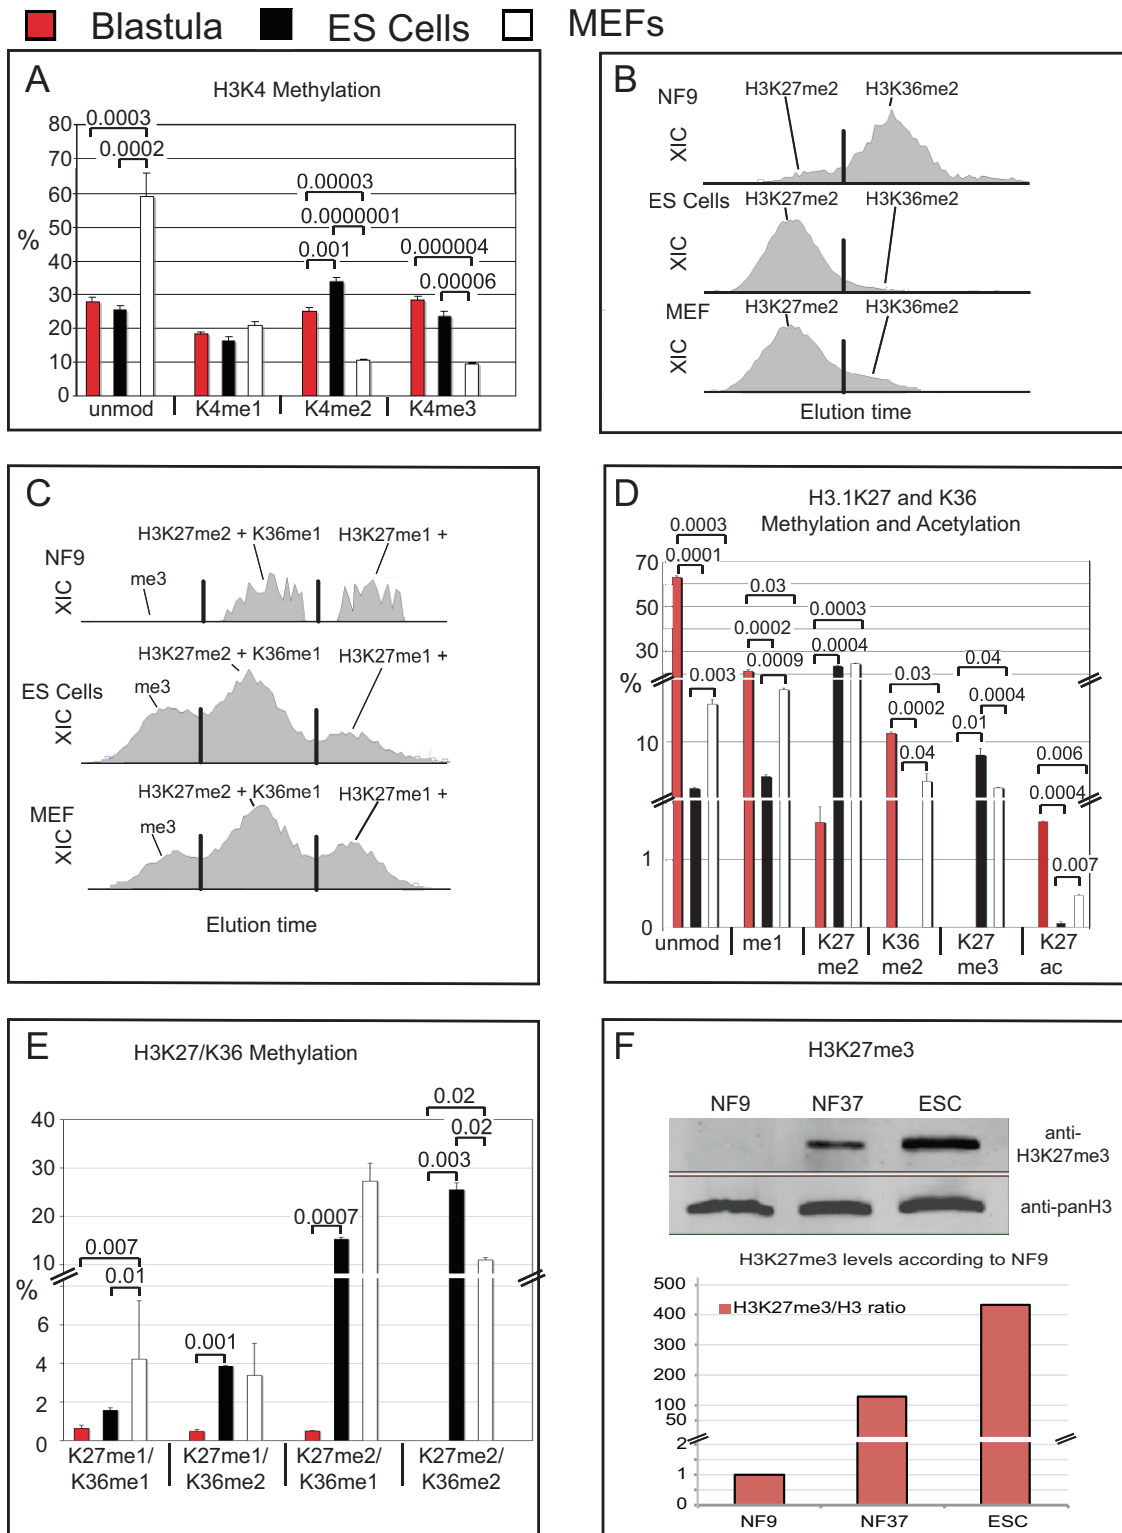 Blastula ES Cells MEFs
A
H3K4 Methylation
80
70
60
50
40
30
20
10
0
%
0.0003
0.0002
0.00003
0.0000001
0.001
0.000004
0.00006
unmod K4me1 K4me2 K4me3
B
NF9
XIC
H3K27me2 H3K36me2
ES Cells
XIC
H3K27me2 H3K36me2
MEF
XIC
H3K27me2 H3K36me2
Elution time
C
NF9
XIC
me3
H3K27me2 + K36me1 H3K27me1 +
ES Cells
XIC
me3
H3K27me2 + K36me1 H3K27me1 +
MEF
XIC
me3
H3K27me2 + K36me1 H3K27me1 +
Elution time
D
H3.1K27 and K36
Methylation and Acetylation
70
50
30
%
10
1
0
0.0003
0.0001
0.003
0.03
0.0002
0.0009
0.0003
0.0004
0.03
0.0002
0.04
0.04
0.0004
0.01
0.006
0.0004
0.007
unmod me1 K27 K36 K27 K27
me2 me2 me3 ac
E
H3K27/K36 Methylation
40
30
20
10
%
6
4
2
0
0.007
0.01
0.001
0.0007
0.02
0.02
0.003
K27me1/ K27me1/ K27me2/ K27me2/
K36me1 K36me2 K36me1 K36me2
F
H3K27me3
NF9 NF37 ESC
anti-
H3K27me3
anti-panH3
H3K27me3 levels according to NF9
500
400
300
200
100
50
2
1
0
H3K27me3/H3 ratio
NF9 NF37 ESC